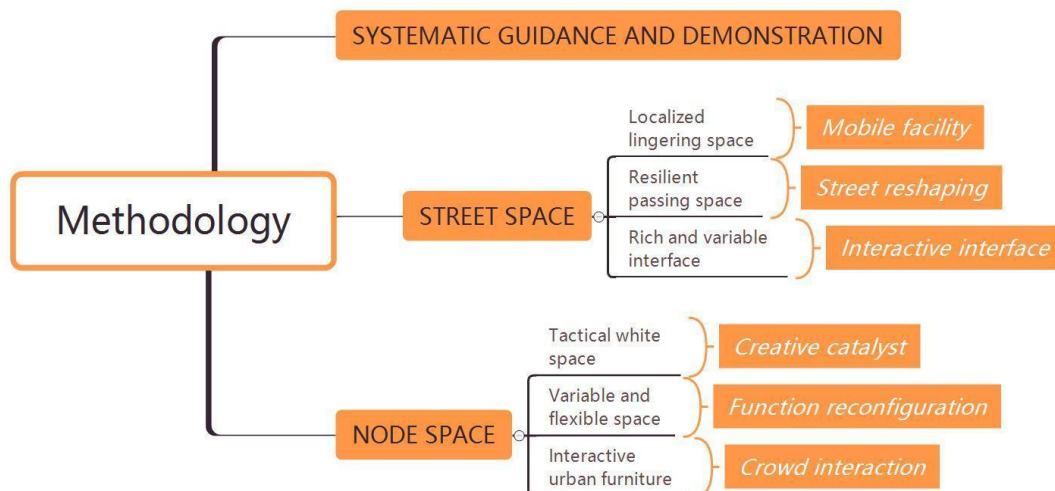 SYSTEMATIC GUIDANCE AND DEMONSTRATION
Methodology
STREET SPACE
Localized
lingering space
Mobile facility
Resilient
passing space
Street reshaping
Rich and variable
interface
Interactive interface
NODE SPACE
Tactical white
space
Creative catalyst
Variable and
flexible space
Function reconfiguration
Interactive
urban furniture
Crowd interaction